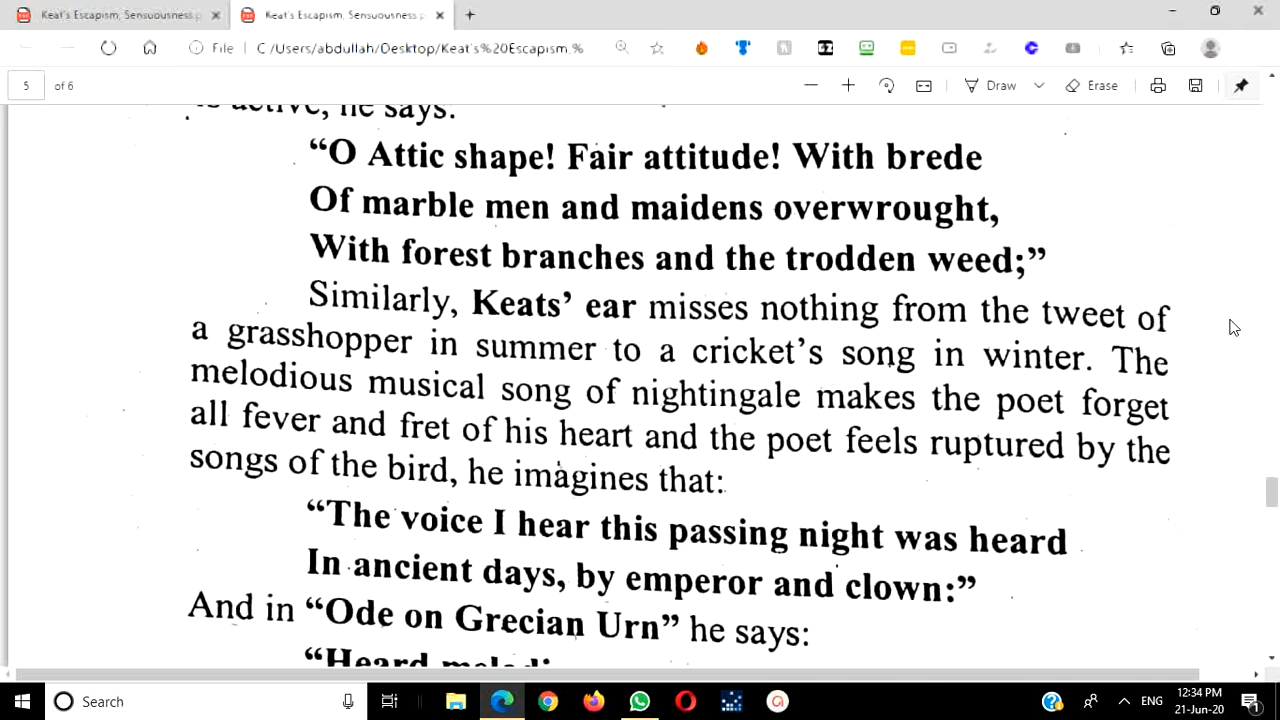 Keat's Escapism, Sensuousness.p
Keat's Escapism, Sensuousness.p
File
C /Users/abdullah/Desktop/Keat's%20Escapism.%
5 of 6
Draw
Erase
is active, he says:
“O Attic shape! Fair attitude! With brede
Of marble men and maidens overwrought,
With forest branches and the trodden weed;”
Similarly, Keats’ ear misses nothing from the tweet of
a grasshopper in summer to a cricket’s song in winter. The
melodious musical song of nightingale makes the poet forget
all fever and fret of his heart and the poet feels ruptured by the
songs of the bird, he imagines that:
“The voice I hear this passing night was heard
In ancient days, by emperor and clown:”
And in “Ode on Grecian Urn” he says:
“Heard
Search
ENG
12:34 PM
21-Jun-20
1